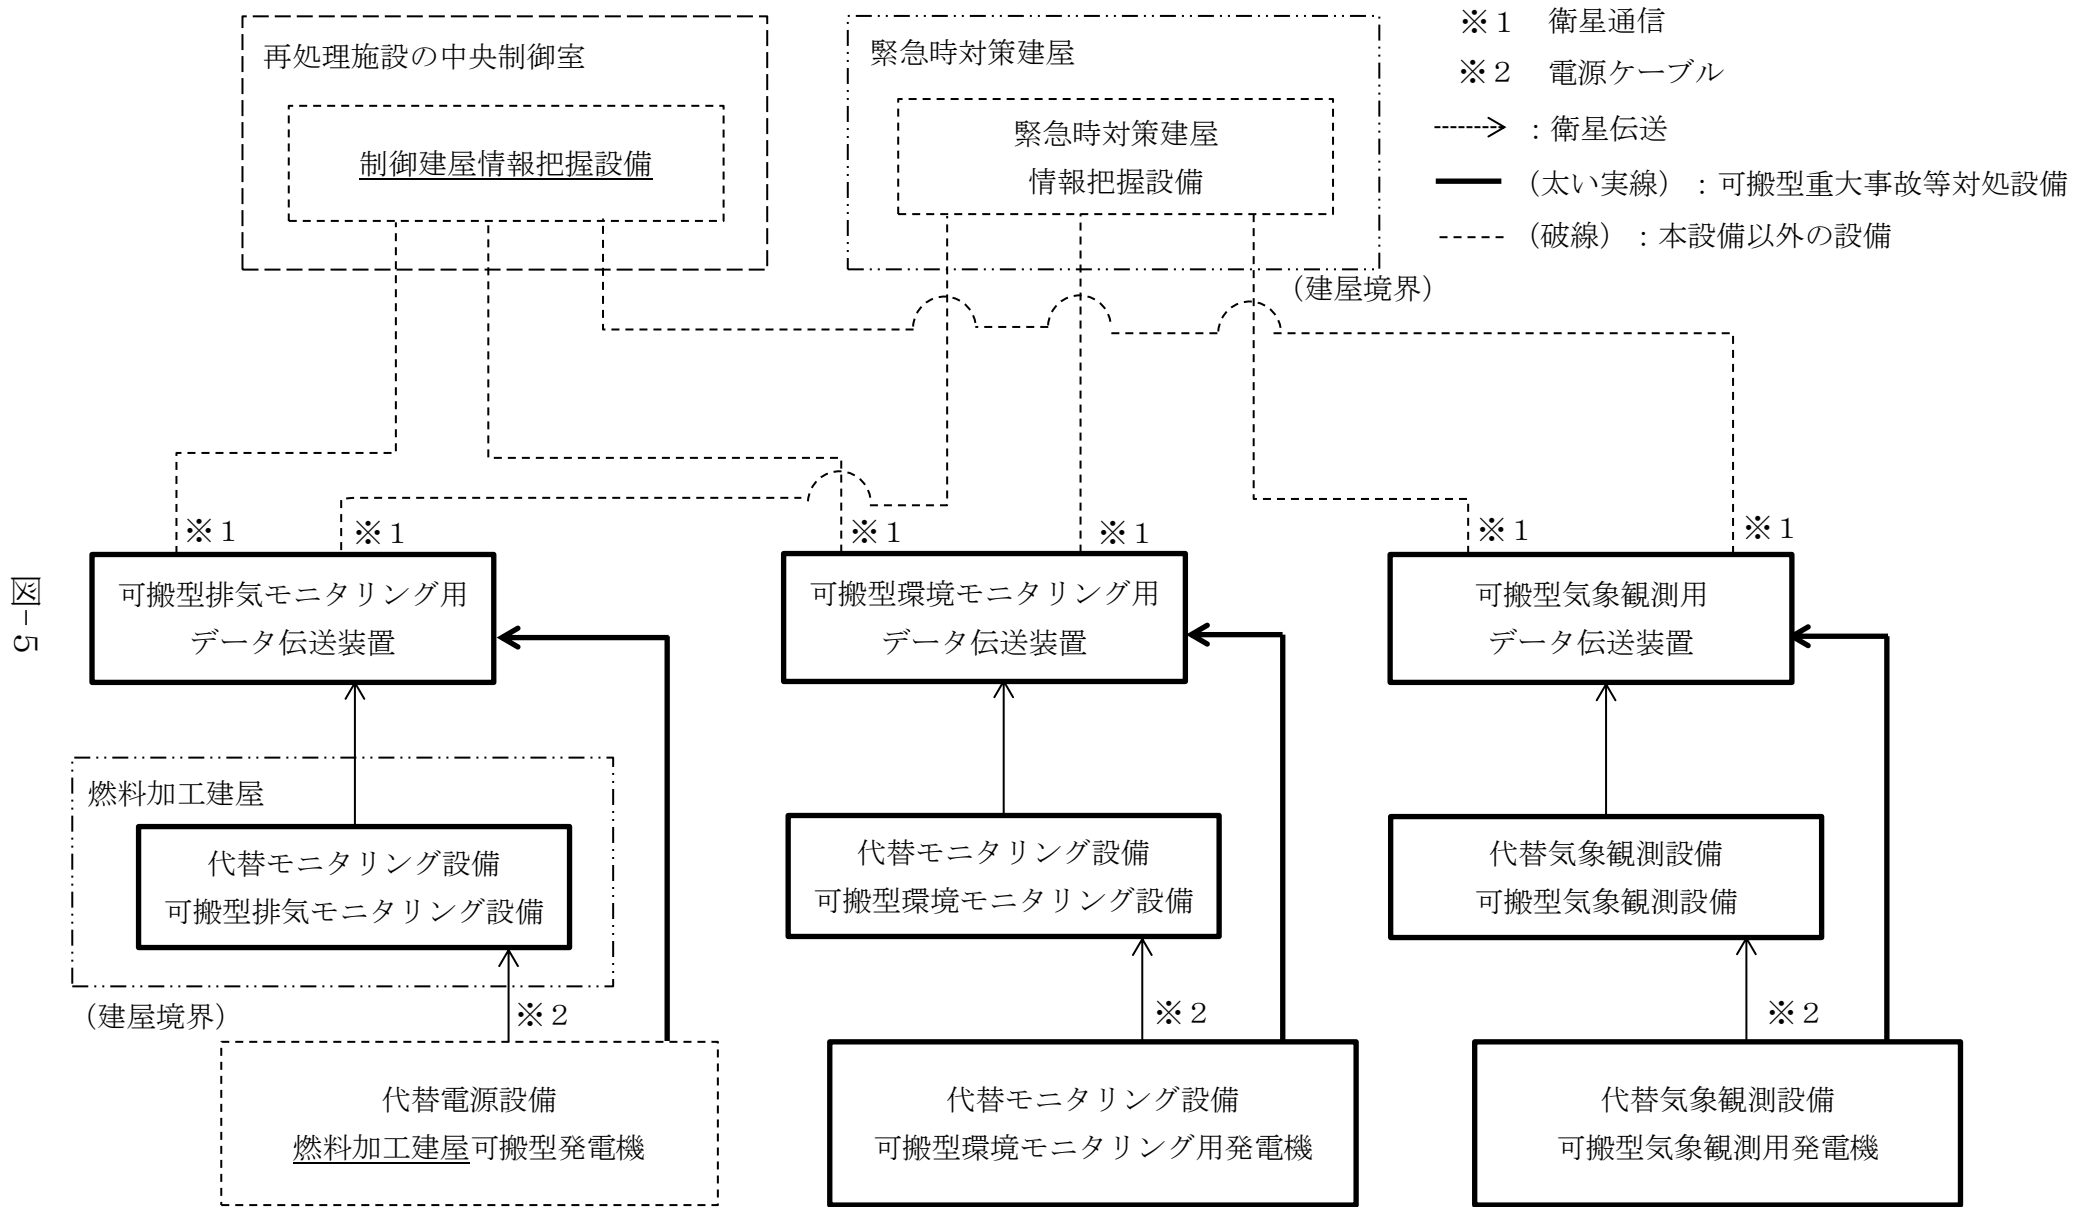 ※１　衛星通信
※２　電源ケーブル
：衛星伝送
（太い実線）：可搬型重大事故等対処設備
（破線）：本設備以外の設備
再処理施設の中央制御室
制御建屋情報把握設備
緊急時対策建屋
緊急時対策建屋
情報把握設備
（建屋境界）
※１
※１
※１
※１
※１
※１
可搬型排気モニタリング用
データ伝送装置
可搬型環境モニタリング用
データ伝送装置
可搬型気象観測用
データ伝送装置
図-５
燃料加工建屋
代替モニタリング設備
可搬型排気モニタリング設備
代替モニタリング設備
可搬型環境モニタリング設備
代替気象観測設備
可搬型気象観測設備
（建屋境界）
※２
※２
※２
代替電源設備
燃料加工建屋可搬型発電機
代替モニタリング設備
可搬型環境モニタリング用発電機
代替気象観測設備
可搬型気象観測用発電機